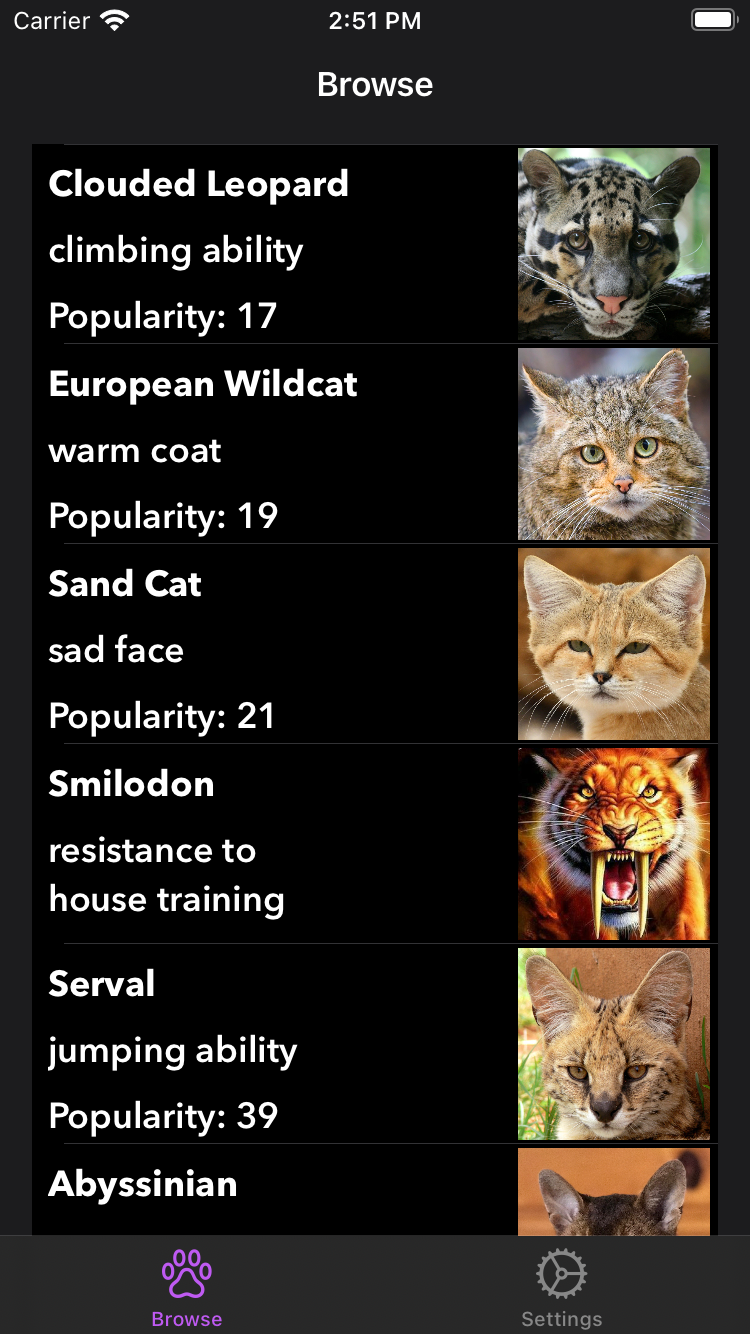 Carrier
2:51 PM
Browse
Clouded Leopard
climbing ability
Popularity: 17
European Wildcat
warm coat
Popularity: 19
Sand Cat
sad face
Popularity: 21
Smilodon
resistance to
house training
Serval
jumping ability
Popularity: 39
Abyssinian
Browse
Settings